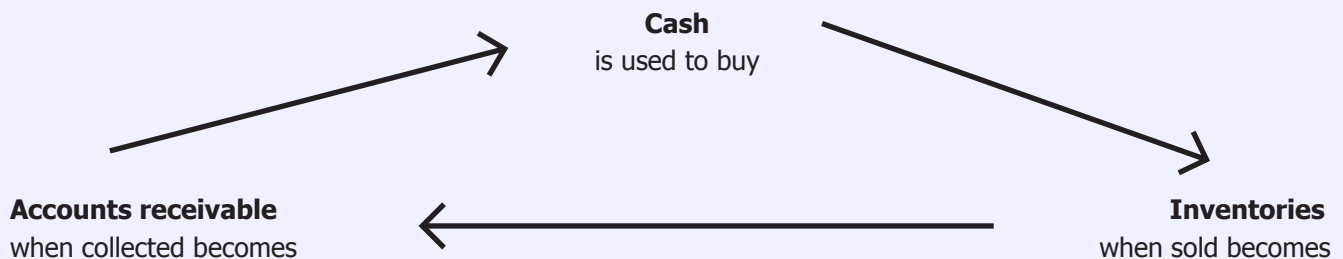 Cash
is used to buy
Accounts receivable
when collected becomes
Inventories
when sold becomes